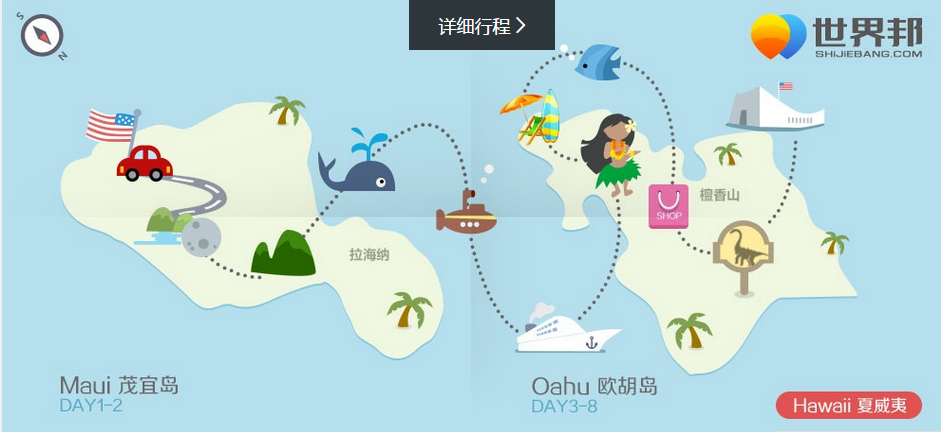 S
N
详细行程
世界邦
SHIJIEBANG.COM
SHOP
檀香山
拉海纳
Maui 茂宜岛
DAY1-2
Oahu 欧胡岛
DAY3-8
Hawaii 夏威夷